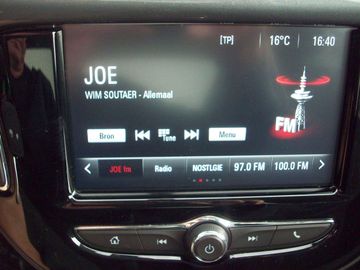 [TP] 16°C 16:40
JOE
WIM SOUTAER - Allemaal
FM
Bron Tune Menu
JOE fm Radio NOSTLGIE 97.0 FM 100.0 FM